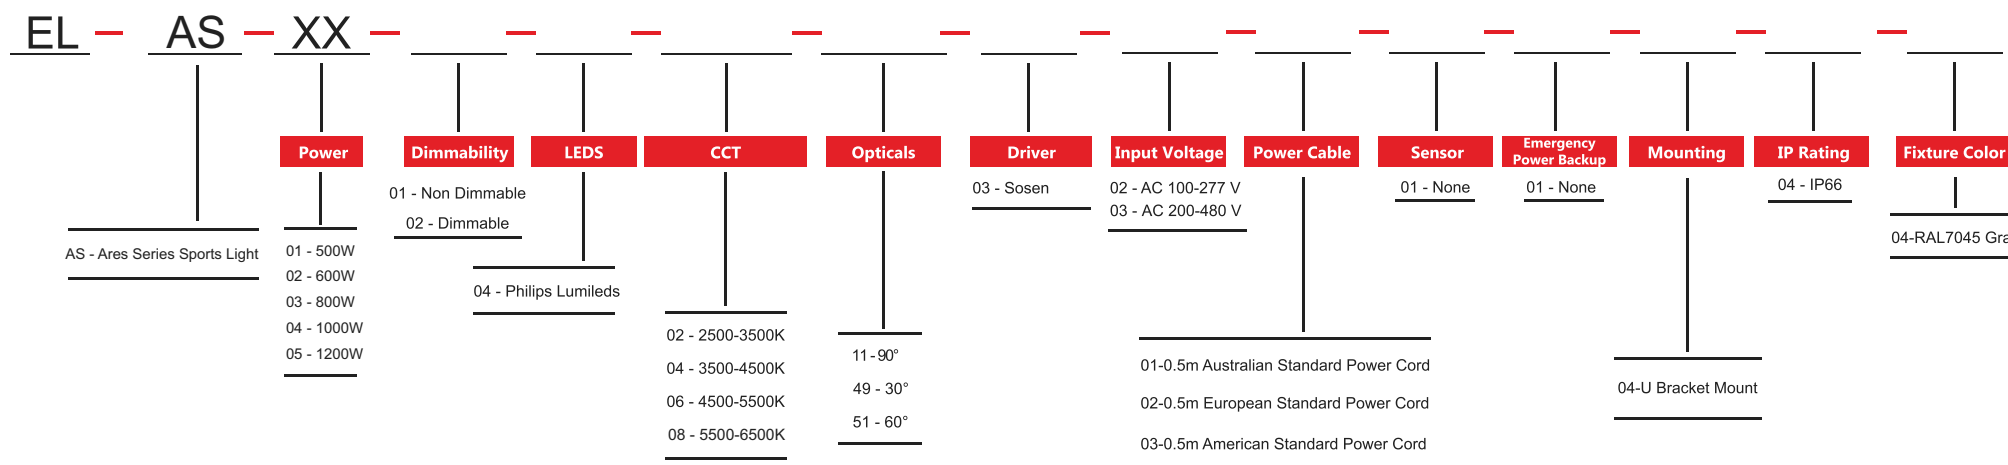 EL AS XX
Power
Dimmability
LEDS
CCT
Opticals
Driver
Input Voltage
Power Cable
Sensor
Emergency
Power Backup
Mounting
IP Rating
Fixture Color
AS - Ares Series Sports Light
01 - 500W
02 - 600W
03 - 800W
04 - 1000W
05 - 1200W
01 - Non Dimmable
02 - Dimmable
04 - Philips Lumileds
02 - 2500-3500K
04 - 3500-4500K
06 - 4500-5500K
08 - 5500-6500K
11 - 90°
49 - 30°
51 - 60°
03 - Sosen
02 - AC 100-277 V
03 - AC 200-480 V
01-0.5m Australian Standard Power Cord
02-0.5m European Standard Power Cord
03-0.5m American Standard Power Cord
01 - None
01 - None
04-U Bracket Mount
04 - IP66
04-RAL7045 Gra